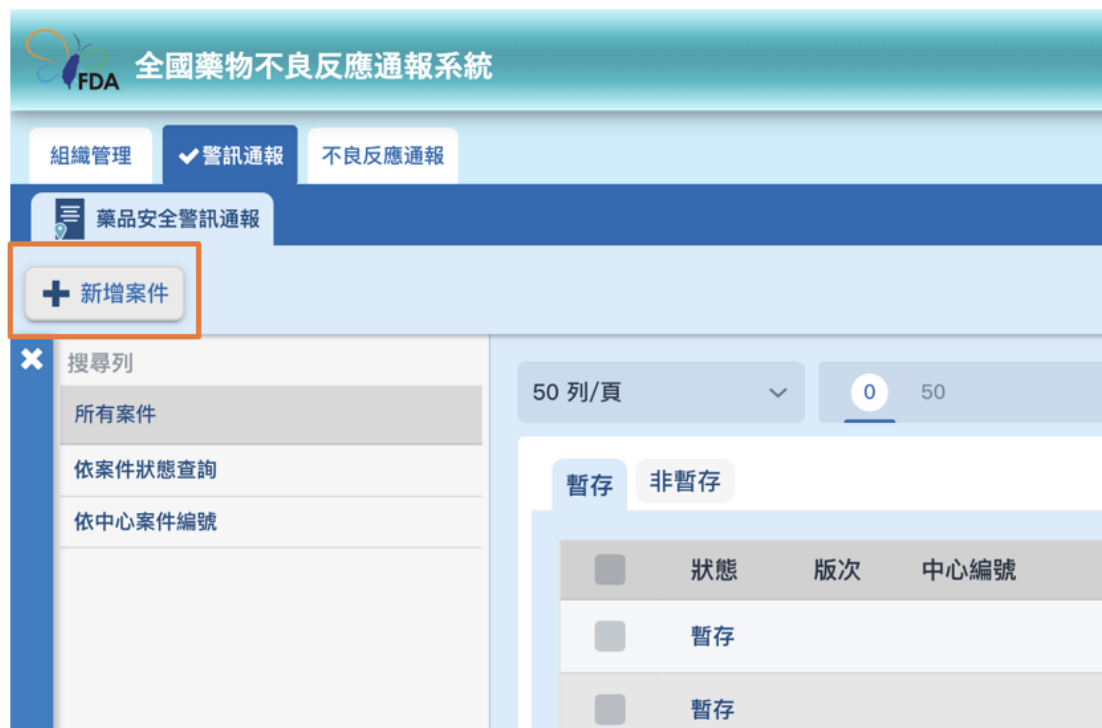 FDA 全國藥物不良反應通報系統
組織管理 ✔警訊通報 不良反應通報
藥品安全警訊通報
新增案件
搜尋列
所有案件
依案件狀態查詢
依中心案件編號
50 列/頁 0 50
暫存 非暫存
狀態 版次 中心編號
暫存
暫存